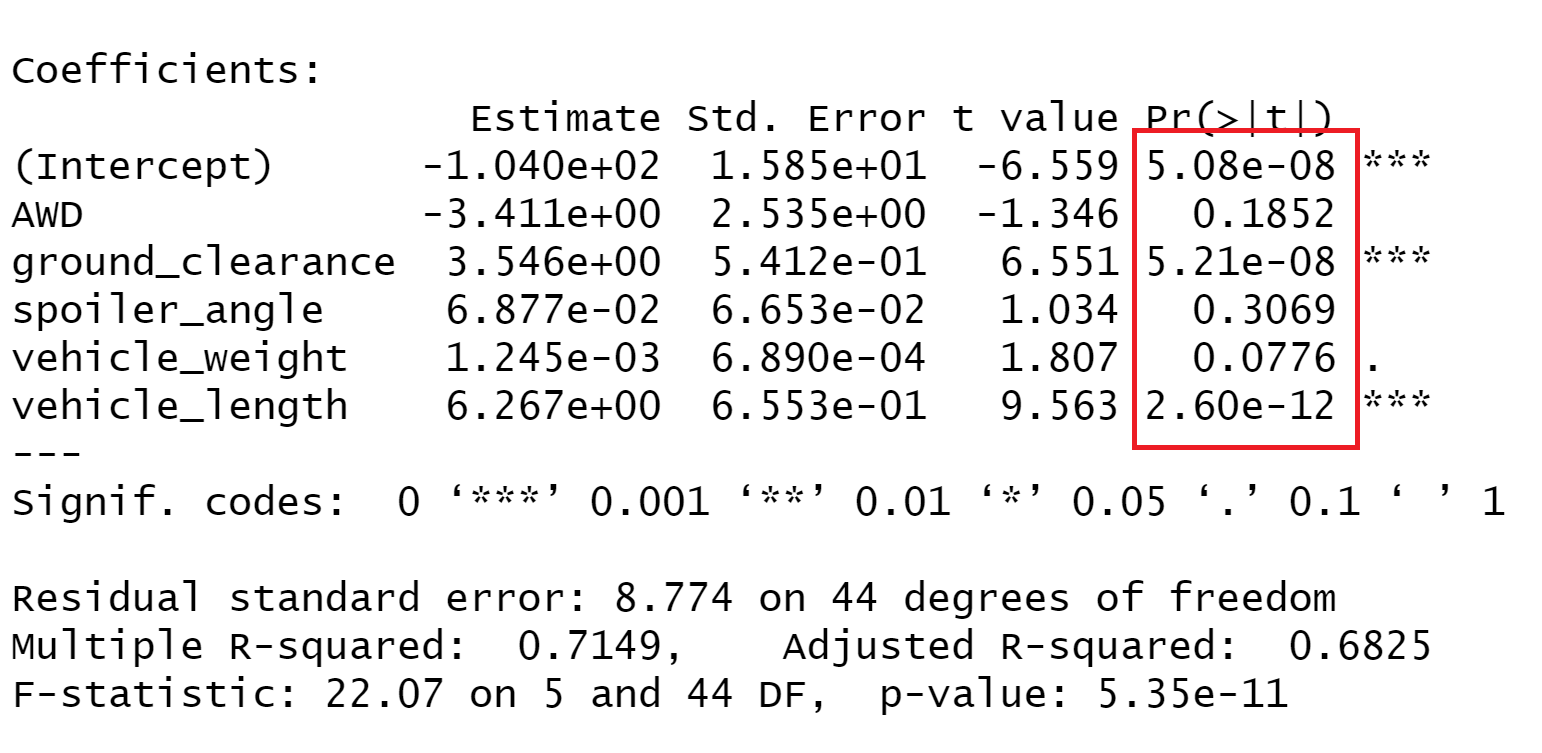 Coefficients:
Estimate Std. Error t value Pr(>|t|)
(Intercept) -1.040e+02 1.585e+01 -6.559 5.08e-08 ***
AWD -3.411e+00 2.535e+00 -1.346 0.1852
ground_clearance 3.546e+00 5.412e-01 6.551 5.21e-08 ***
spoiler_angle 6.877e-02 6.653e-02 1.034 0.3069
vehicle_weight 1.245e-03 6.890e-04 1.807 0.0776 .
vehicle_length 6.267e+00 6.553e-01 9.563 2.60e-12 ***
---
Signif. codes: 0 ‘***’ 0.001 ‘**’ 0.01 ‘*’ 0.05 ‘.’ 0.1 ‘ ’ 1
Residual standard error: 8.774 on 44 degrees of freedom
Multiple R-squared: 0.7149, Adjusted R-squared: 0.6825
F-statistic: 22.07 on 5 and 44 DF, p-value: 5.35e-11